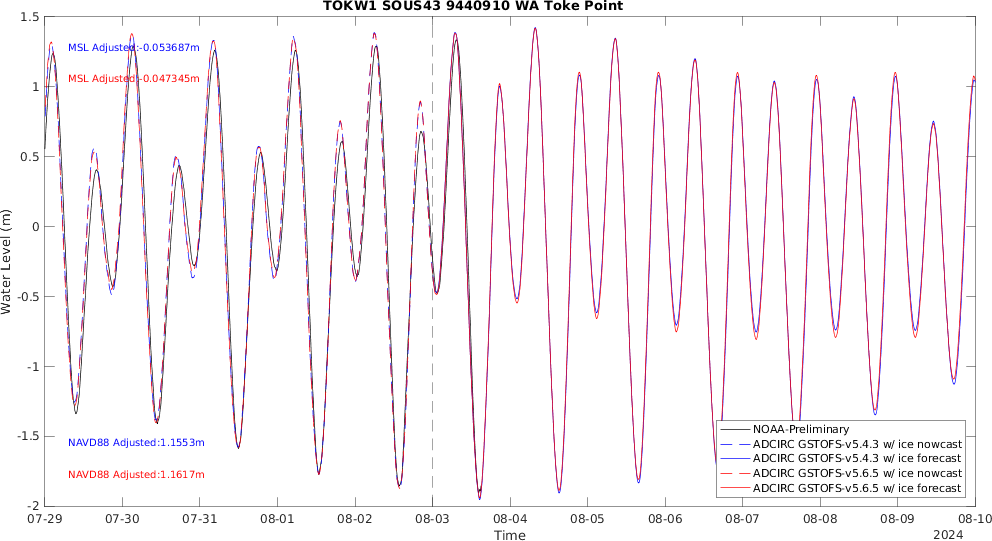 TOKW1 SOUS43 9440910 WA Toke Point
1.5
1
0.5
0
-0.5
-1
-1.5
-2
Water Level (m)
MSL Adjusted:-0.053687m
MSL Adjusted:-0.047345m
NAVD88 Adjusted:1.1553m
NAVD88 Adjusted:1.1617m
NOAA-Preliminary
ADCIRC GSTOFS-v5.4.3 w/ ice nowcast
ADCIRC GSTOFS-v5.4.3 w/ ice forecast
ADCIRC GSTOFS-v5.6.5 w/ ice nowcast
ADCIRC GSTOFS-v5.6.5 w/ ice forecast
07-29 07-30 07-31 08-01 08-02 08-03 08-04 08-05 08-06 08-07 08-08 08-09 08-10
Time
2024